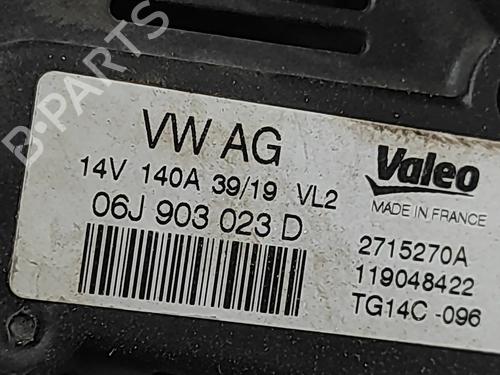 B-PARTS
VW AG
14V 140A 39/19 VL2
06J 903 023 D
Valeo
MADE IN FRANCE
2715270A
119048422
TG14C -096